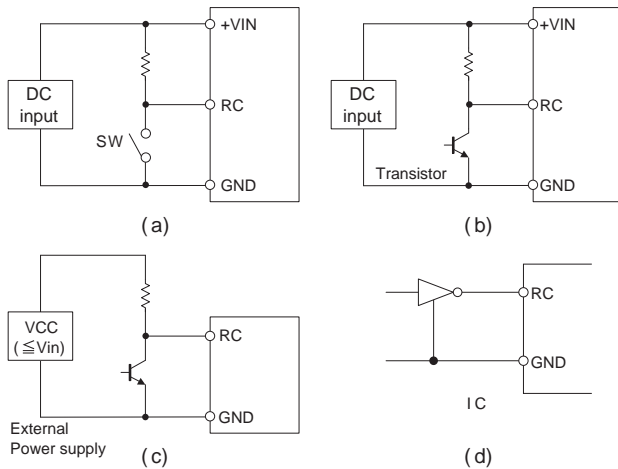 +VIN
DC
input
RC
SW
GND
(a)
+VIN
DC
input
RC
Transistor
GND
(b)
VCC
(≦Vin)
RC
GND
External
Power supply
(c)
RC
GND
IC
(d)